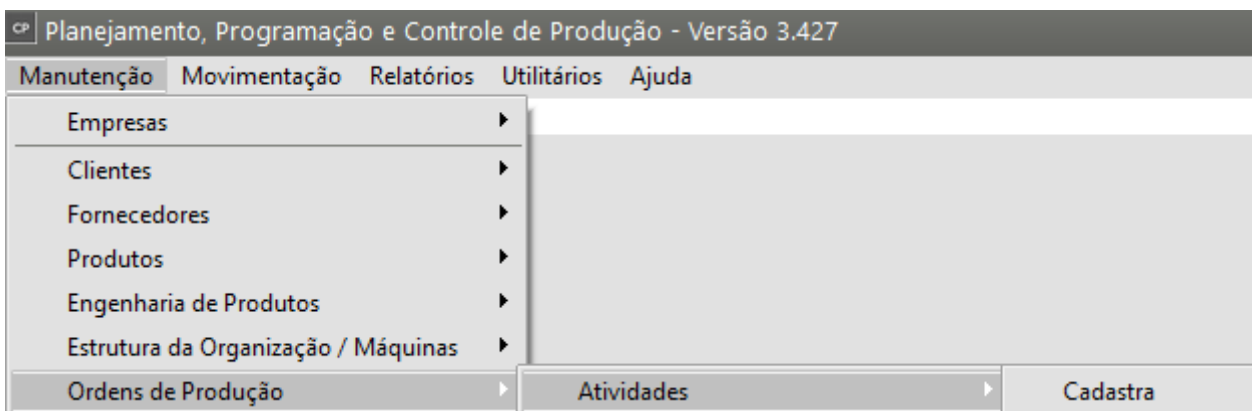 CP Planejamento, Programação e Controle de Produção - Versão 3.427
Manutenção Movimentação Relatórios Utilitários Ajuda
Empresas
Clientes
Fornecedores
Produtos
Engenharia de Produtos
Estrutura da Organização / Máquinas
Ordens de Produção Atividades Cadastra